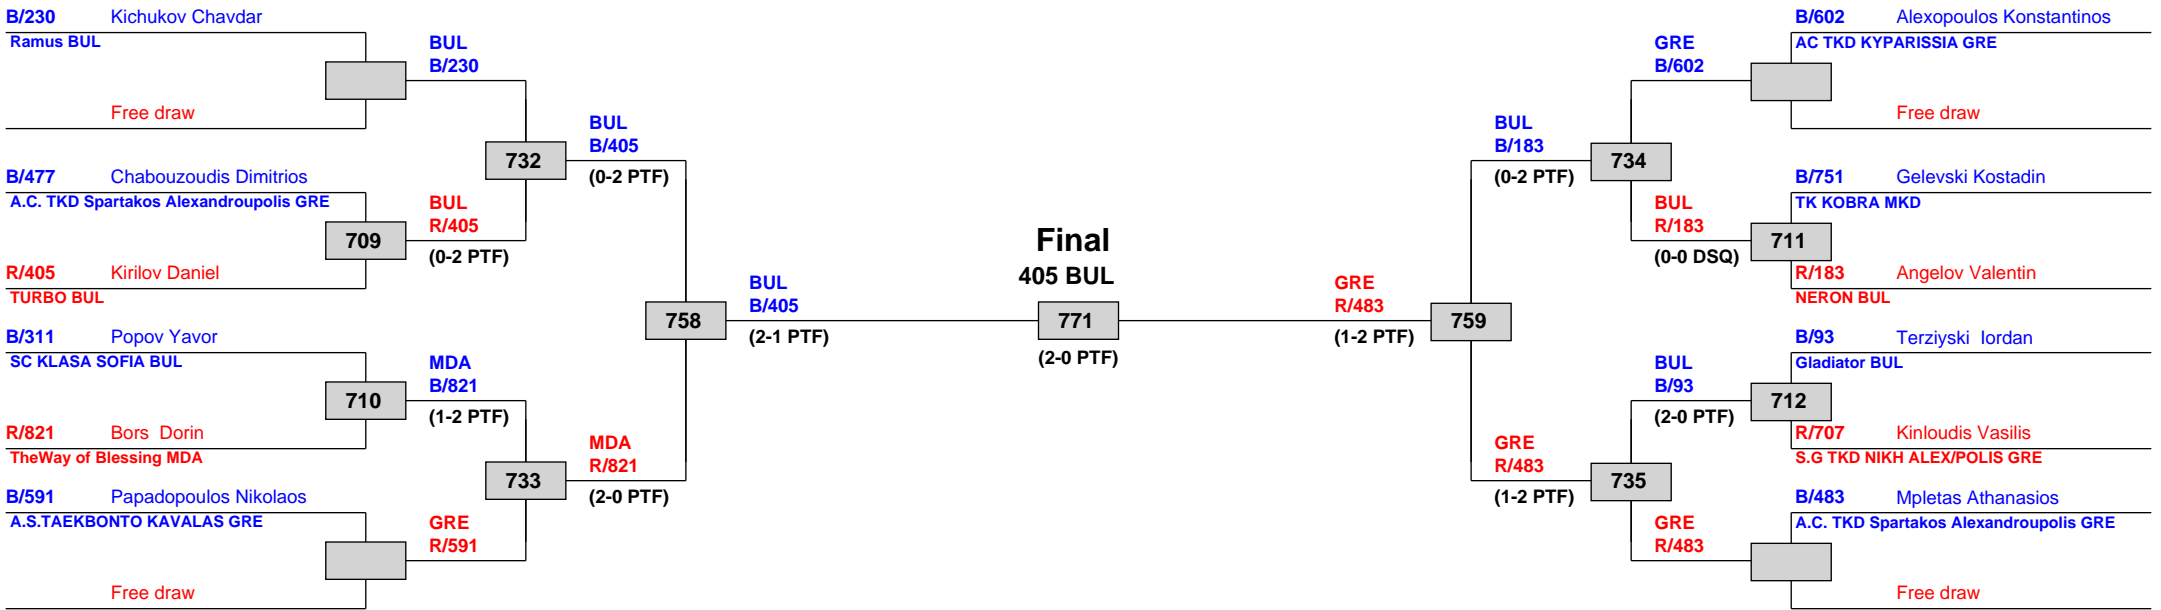 B/230 Kichukov Chavdar
Ramus BUL
BUL
B/230
Free draw
732
BUL
B/405
(0-2 PTF)
B/477 Chabouzoudis Dimitrios
A.C. TKD Spartakos Alexandroupolis GRE
709
BUL
R/405
(0-2 PTF)
R/405 Kirilov Daniel
TURBO BUL
758
BUL
B/405
(2-1 PTF)
B/311 Popov Yavor
SC KLASA SOFIA BUL
710
MDA
B/821
(1-2 PTF)
R/821 Bors Dorin
TheWay of Blessing MDA
733
MDA
R/821
(2-0 PTF)
B/591 Papadopoulos Nikolaos
A.S.TAEKBONTO KAVALAS GRE
GRE
R/591
Free draw
Final
405 BUL
771
(2-0 PTF)
GRE
R/483
(1-2 PTF)
759
BUL
B/183
(0-2 PTF)
734
GRE
B/602
B/602 Alexopoulos Konstantinos
AC TKD KYPARISSIA GRE
Free draw
B/751 Gelevski Kostadin
TK KOBRA MKD
BUL
R/183
(0-0 DSQ)
711
R/183 Angelov Valentin
NERON BUL
B/93 Terziyski Iordan
Gladiator BUL
BUL
B/93
(2-0 PTF)
712
R/707 Kinloudis Vasilis
S.G TKD NIKH ALEX/POLIS GRE
GRE
R/483
(1-2 PTF)
735
B/483 Mpletas Athanasios
A.C. TKD Spartakos Alexandroupolis GRE
GRE
R/483
Free draw